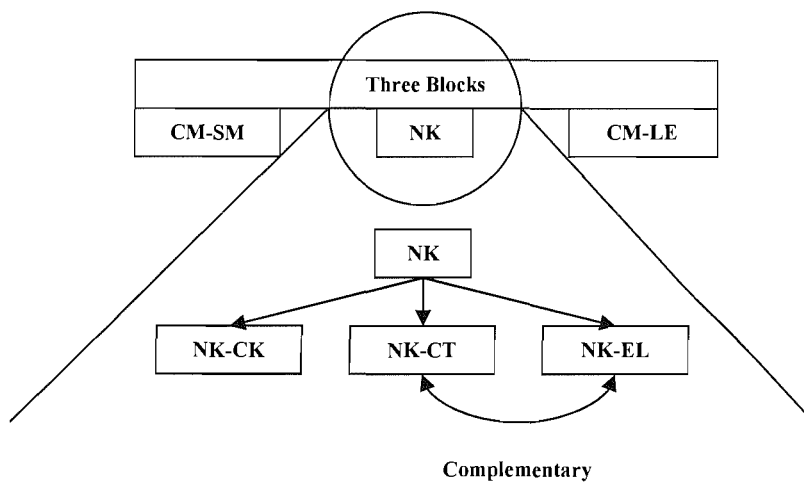 Three Blocks
CM-SM
NK
CM-LE
NK
NK-CK
NK-CT
NK-EL
Complementary